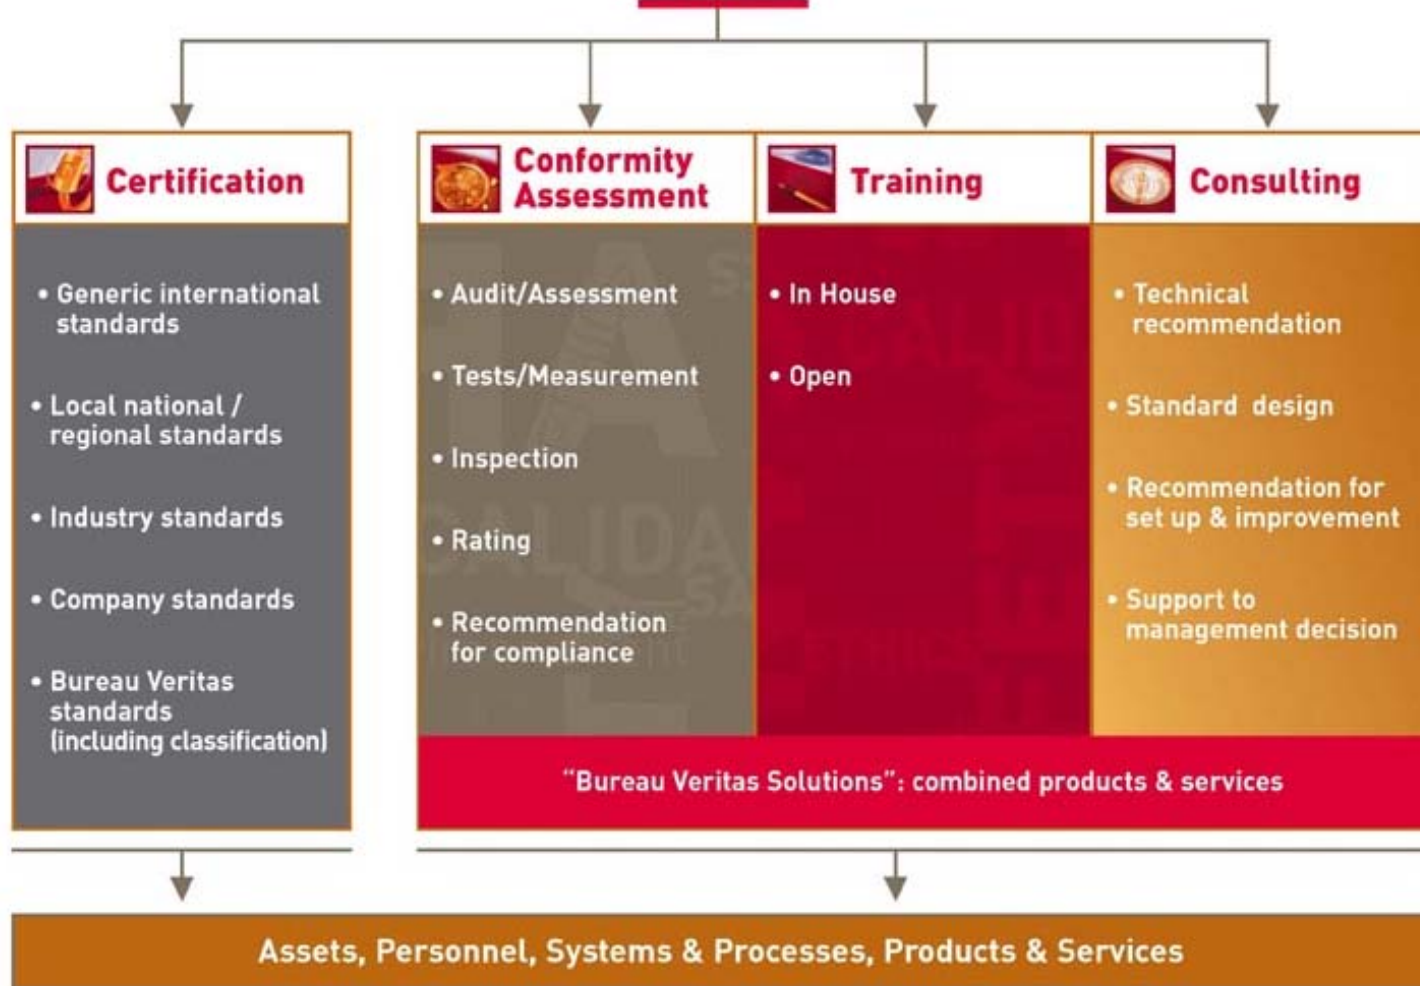 Certification
• Generic international
standards
• Local national /
regional standards
• Industry standards
• Company standards
• Bureau Veritas
standards
(including classification)
Conformity
Assessment
• Audit/Assessment
• Tests/Measurement
• Inspection
• Rating
• Recommendation
for compliance
Training
• In House
• Open
Consulting
• Technical
recommendation
• Standard design
• Recommendation for
set up & improvement
• Support to
management decision
“Bureau Veritas Solutions”: combined products & services
Assets, Personnel, Systems & Processes, Products & Services